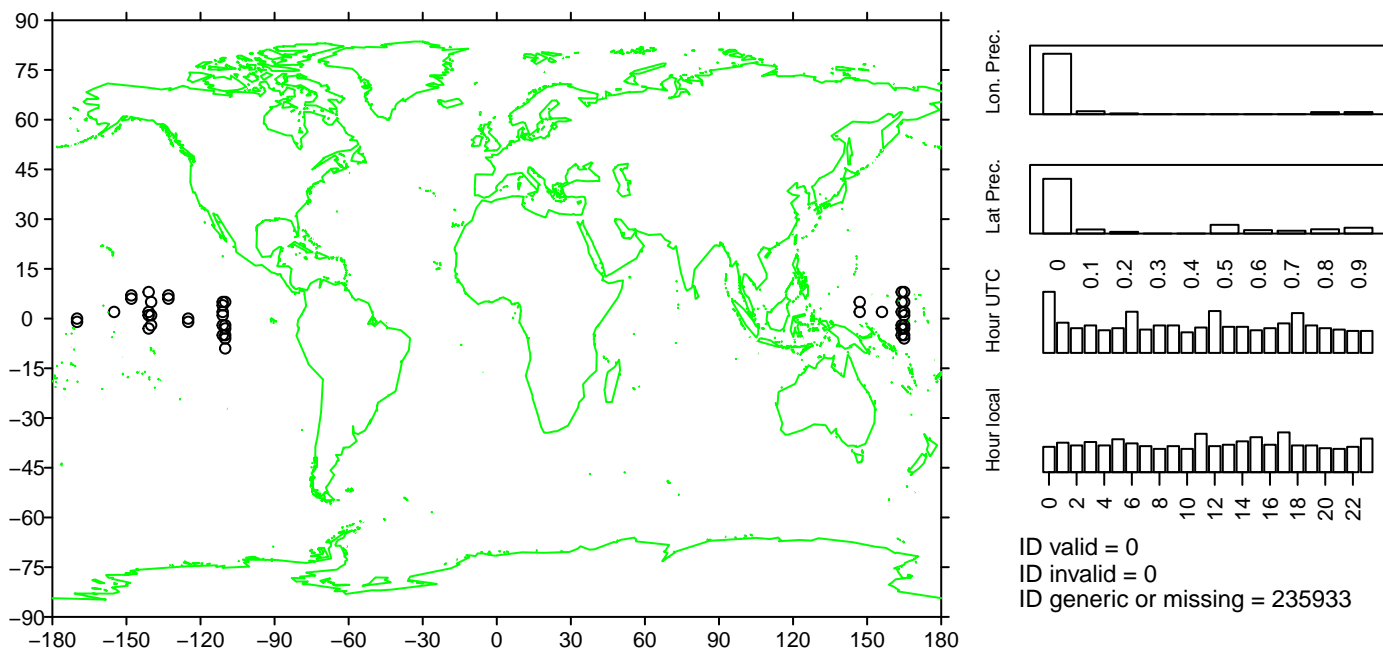 90
75
60
45
30
15
0
−15
−30
−45
−60
−75
−90
−180 −150 −120 −90 −60 −30 0 30 60 90 120 150 180
Lon. Prec.
Lat Prec.
0 0.1 0.2 0.3 0.4 0.5 0.6 0.7 0.8 0.9
Hour UTC
Hour local
0 2 4 6 8 10 12 14 16 18 20 22
ID valid = 0
ID invalid = 0
ID generic or missing = 235933